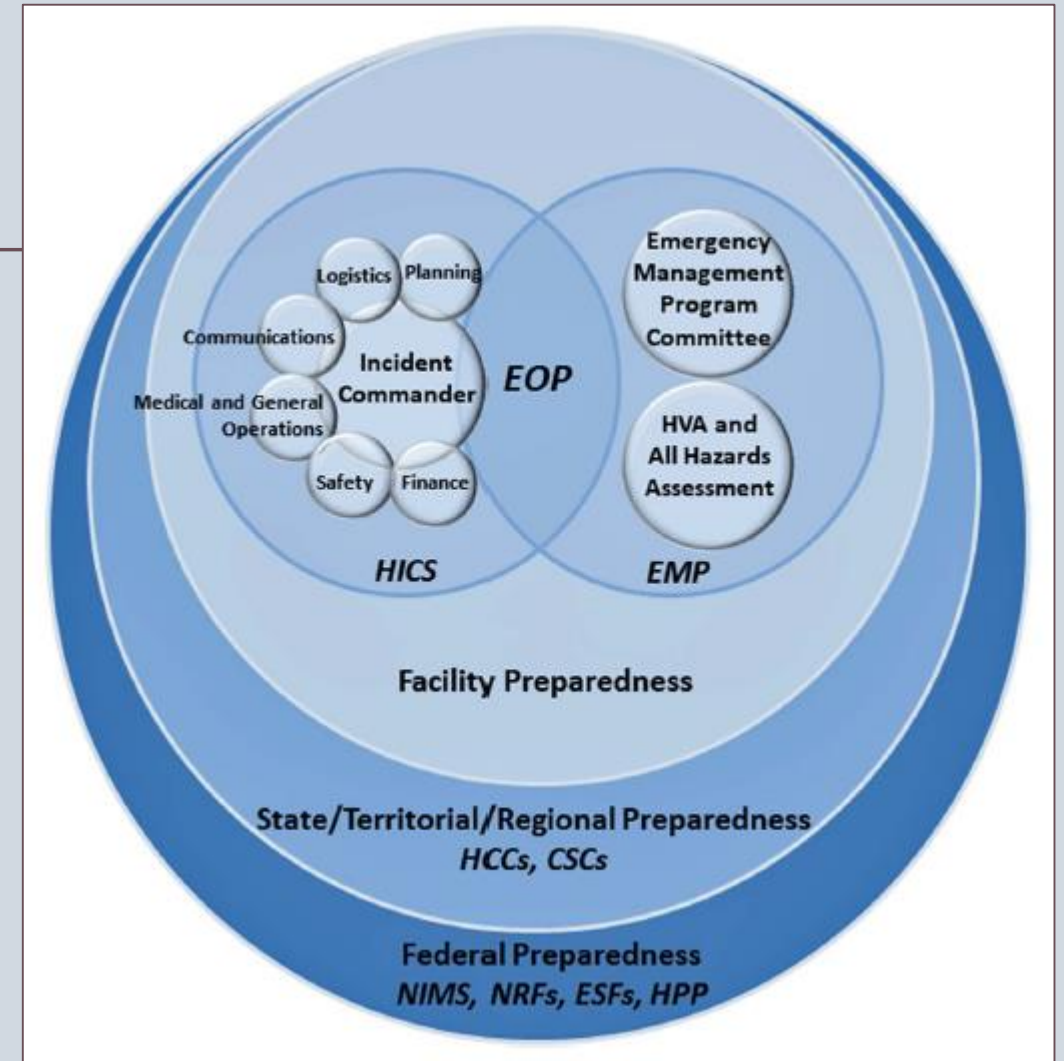 Logistics
Planning
Communications
Incident
Commander
Medical and General
Operations
Safety
Finance
HICS
EOP
Emergency
Management
Program
Committee
HVA and
All Hazards
Assessment
EMP
Facility Preparedness
State/Territorial/Regional Preparedness
HCCs, CSCs
Federal Preparedness
NIMS, NRFs, ESFs, HPP